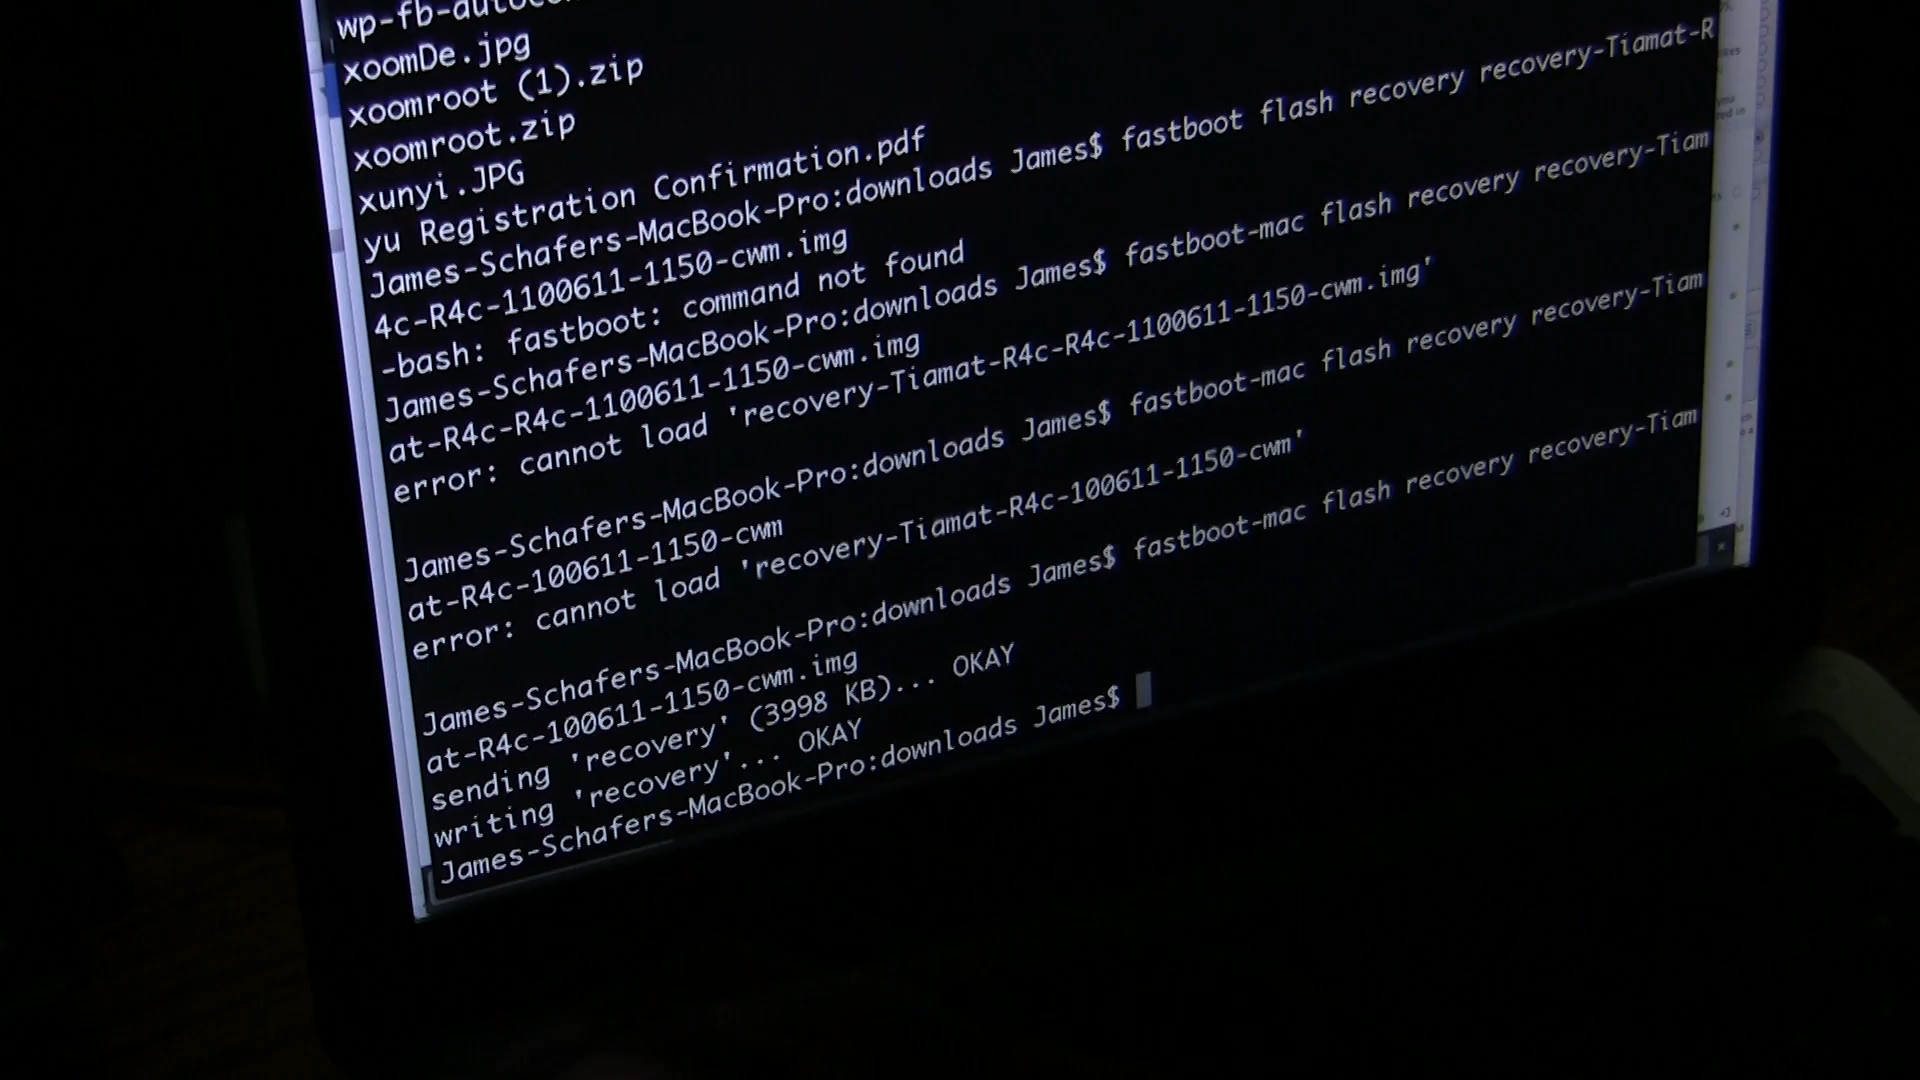 wp-fb-autoco
xoomDe.jpg
xoomroot (1).zip
xoomroot.zip
xunyi.JPG
yu Registration Confirmation.pdf
James-Schafers-MacBook-Pro:downloads James$ fastboot flash recovery recovery-Tiamat-R
4c-R4c-1100611-1150-cwm.img
-bash: fastboot: command not found
James-Schafers-MacBook-Pro:downloads James$ fastboot-mac flash recovery recovery-Tiam
at-R4c-R4c-1100611-1150-cwm.img
error: cannot load 'recovery-Tiamat-R4c-R4c-1100611-1150-cwm.img'
James-Schafers-MacBook-Pro:downloads James$ fastboot-mac flash recovery recovery-Tiam
at-R4c-100611-1150-cwm
error: cannot load 'recovery-Tiamat-R4c-100611-1150-cwm'
James-Schafers-MacBook-Pro:downloads James$ fastboot-mac flash recovery recovery-Tiam
at-R4c-100611-1150-cwm.img
sending 'recovery' (3998 KB)... OKAY
writing 'recovery'... OKAY
James-Schafers-MacBook-Pro:downloads James$